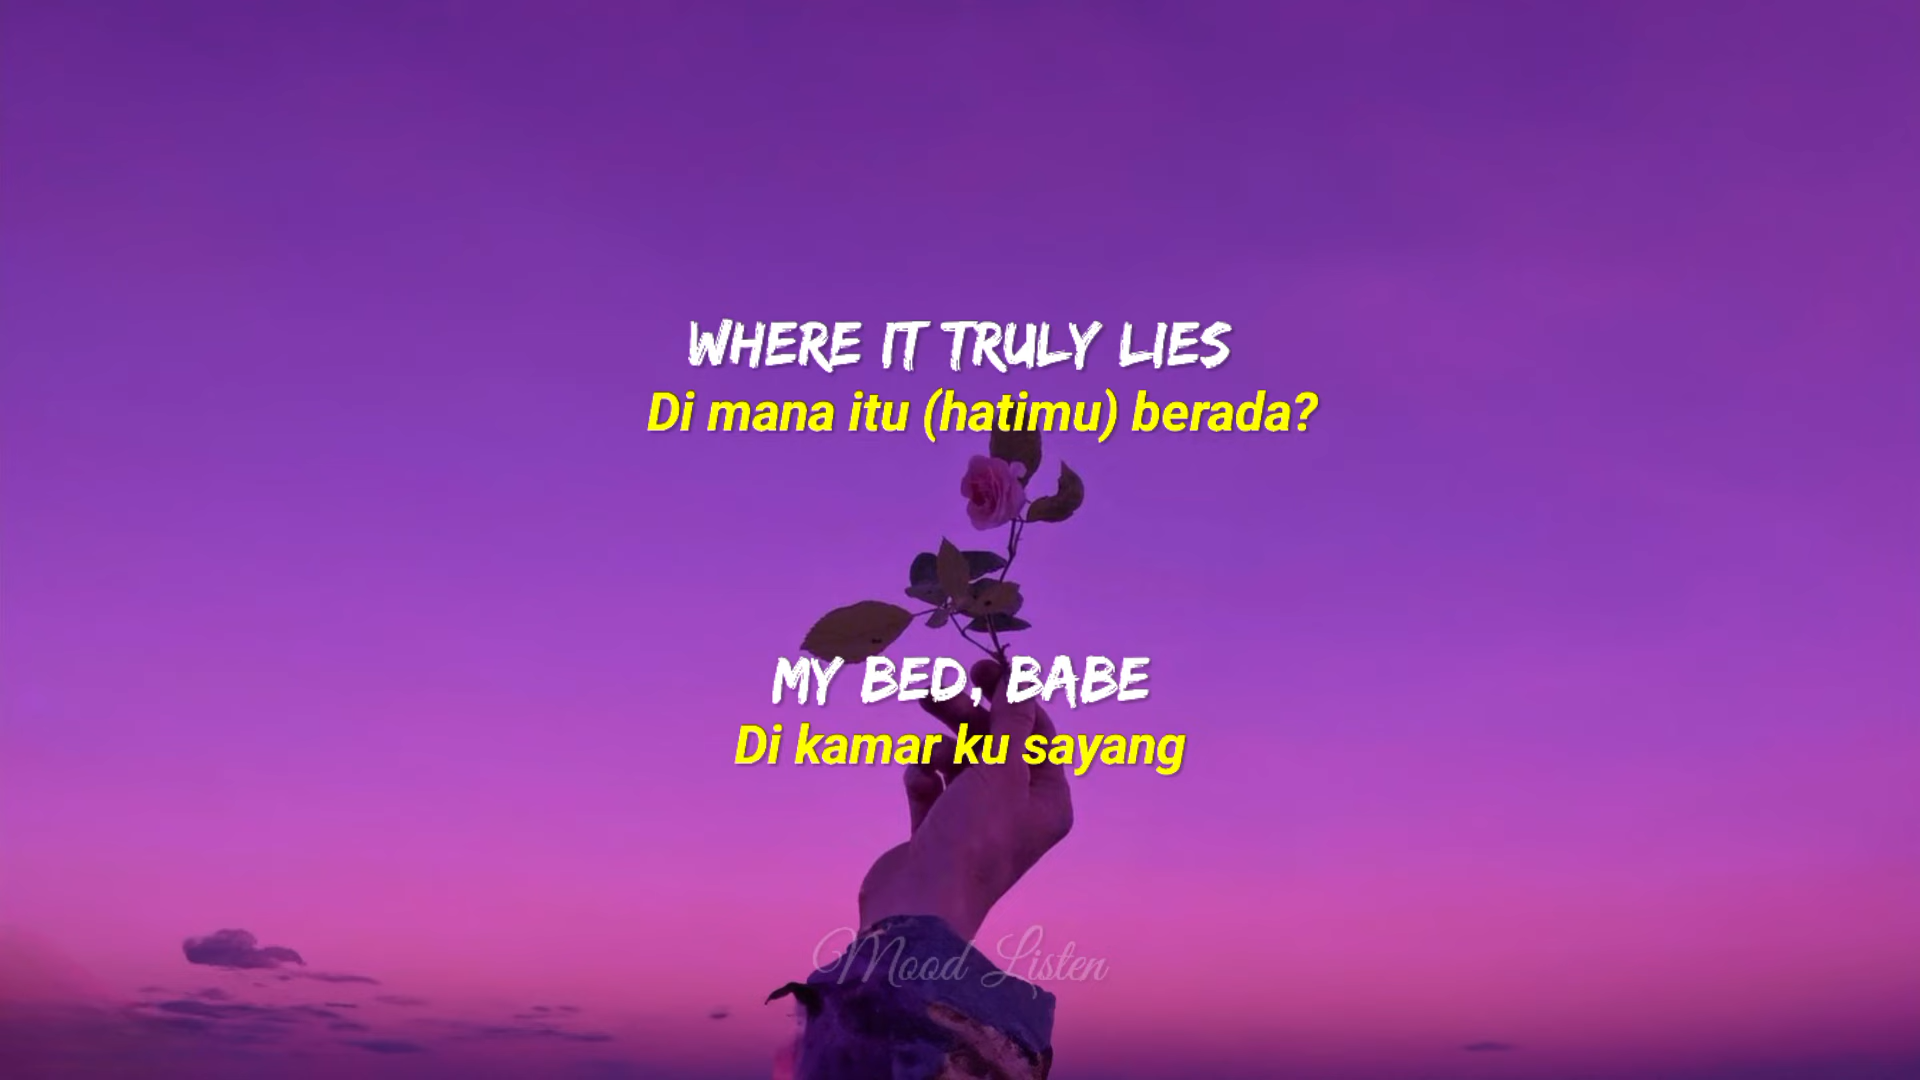 WHERE IT TRULY LIES
Di mana itu (hatimu) berada?
MY BED, BABE
Di kamar ku sayang
Mood Listen